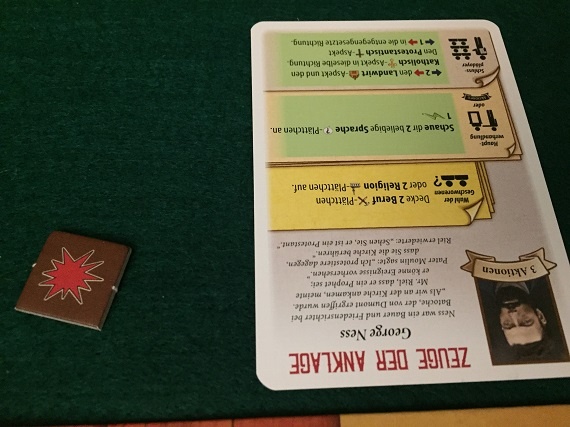 ZEUGE DER ANKLAGE
George Ness
Ness war ein Bauer und Friedensrichter bei
Batoche, der von Dumont ergriffen wurde.
„Als wir an der Kirche ankamen, meinte
Mr. Riel, dass er ein Prophet sei;
er könne Ereignisse vorhersehen“.
Pater Moulin sagte: „Ich protestiere dagegen,
dass Sie die Kirche berühren.“
Riel erwiderte: „Sehen Sie, er ist ein Protestant“.
3 Aktionen
Wahl der
Geschworenen
Decke 2 Beruf -Plättchen
oder 2 Religion -Plättchen auf.
Haupt-
verhandlung
oder
Schaue dir 2 beliebige Sprache -Plättchen an.
Schluss-
plädoyer
2 den Landwirt -Aspekt und den
Katholisch -Aspekt in dieselbe Richtung.
Den Protestantisch -Aspekt
1 in die entgegengesetzte Richtung.